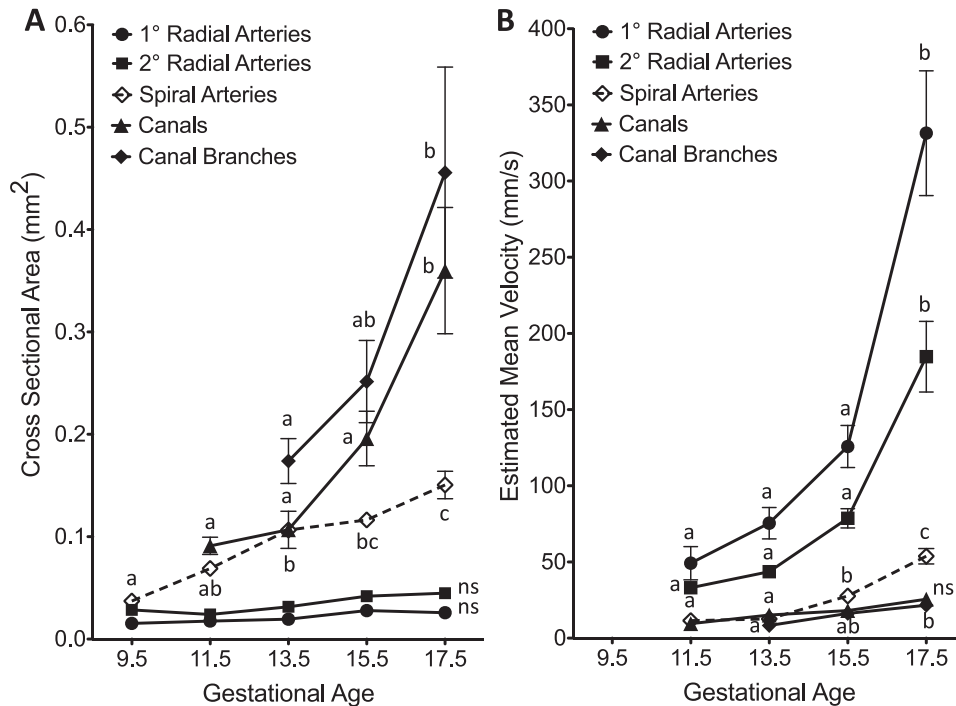 A
1° Radial Arteries
2° Radial Arteries
Spiral Arteries
Canals
Canal Branches
Cross Sectional Area (mm²)
0.6
0.5
0.4
0.3
0.2
0.1
0.0
b
b
ab
a
a
a
a
a
ab
b
bc
c
ns
ns
9.5 11.5 13.5 15.5 17.5
Gestational Age
B
1° Radial Arteries
2° Radial Arteries
Spiral Arteries
Canals
Canal Branches
Estimated Mean Velocity (mm/s)
400
350
300
250
200
150
100
50
0
b
b
a
a
a
a
a
a
c
b
ns
a
a
a
ab
b
9.5 11.5 13.5 15.5 17.5
Gestational Age